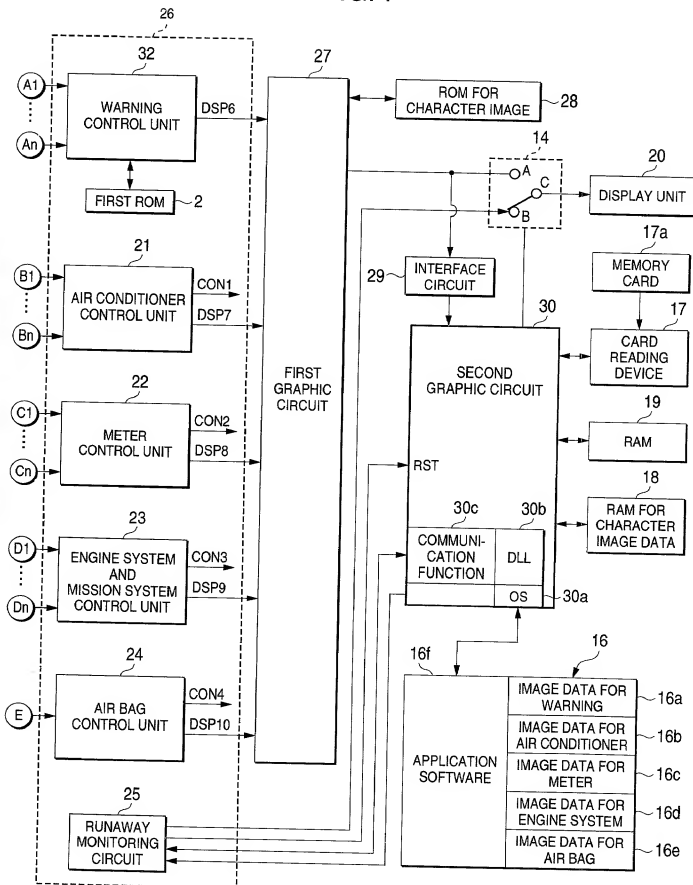 26
32
A1
An
WARNING
CONTROL UNIT
DSP6
FIRST ROM
2
27
FIRST
GRAPHIC
CIRCUIT
ROM FOR
CHARACTER IMAGE
28
14
A
C
B
20
DISPLAY UNIT
17a
MEMORY
CARD
29
INTERFACE
CIRCUIT
30
17
CARD
READING
DEVICE
SECOND
GRAPHIC CIRCUIT
19
RAM
RST
18
RAM FOR
CHARACTER
IMAGE DATA
30c
30b
COMMUNI-
CATION
FUNCTION
DLL
OS
30a
21
B1
Bn
AIR CONDITIONER
CONTROL UNIT
CON1
DSP7
22
C1
Cn
METER
CONTROL UNIT
CON2
DSP8
23
D1
Dn
ENGINE SYSTEM
AND
MISSION SYSTEM
CONTROL UNIT
CON3
DSP9
24
E
AIR BAG
CONTROL UNIT
CON4
DSP10
25
RUNAWAY
MONITORING
CIRCUIT
16f
16
APPLICATION
SOFTWARE
IMAGE DATA FOR
WARNING
16a
IMAGE DATA FOR
AIR CONDITIONER
16b
IMAGE DATA FOR
METER
16c
IMAGE DATA FOR
ENGINE SYSTEM
16d
IMAGE DATA FOR
AIR BAG
16e